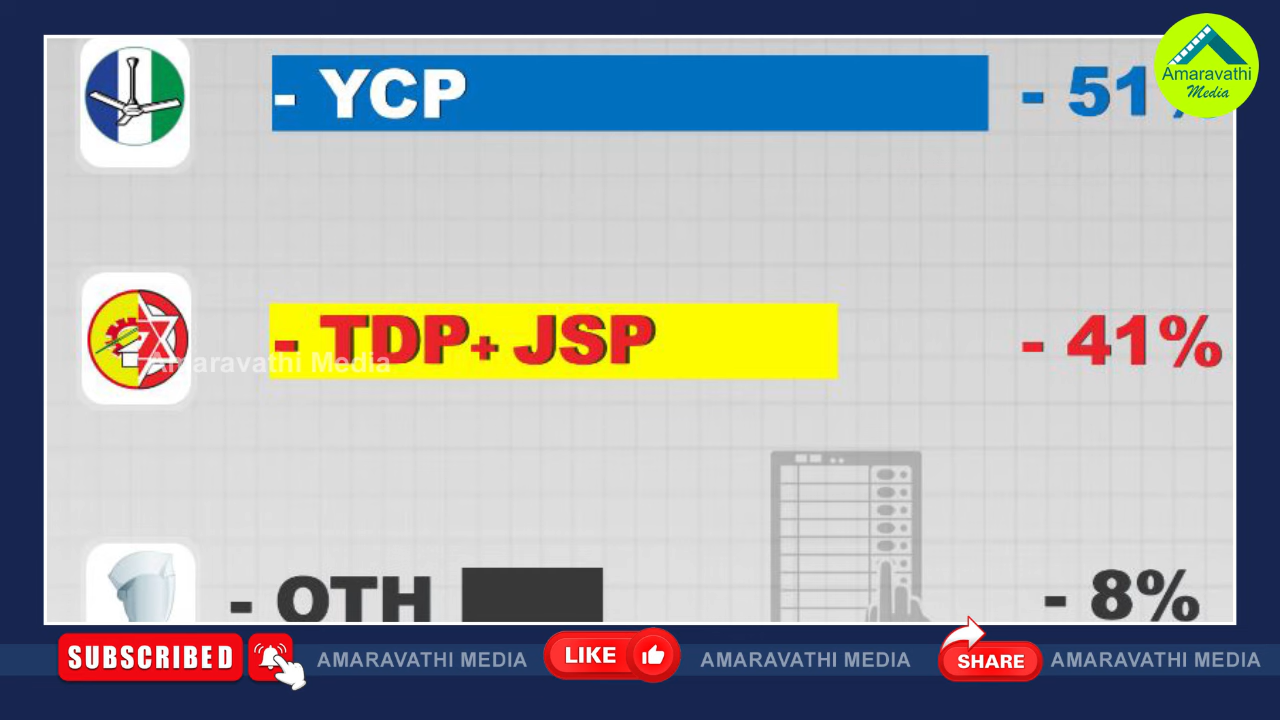 - YCP - 51%
Amaravathi
Media
- TDP+ JSP - 41%
Amaravathi Media
- OTH - 8%
SUBSCRIBED AMARAVATHI MEDIA LIKE AMARAVATHI MEDIA SHARE AMARAVATHI MEDIA